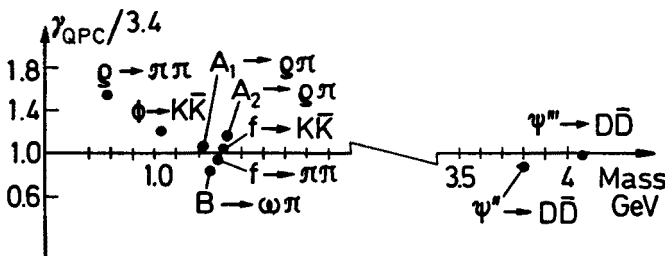 γQPC/3.4
1.8
ϱ → ππ
A₁ → ϱπ
A₂ → ϱπ
1.4
ϕ → KK̄
f → KK̄
ψ''' → DD̄
1.0
1.0
3.5
4
Mass
GeV
0.6
f → ππ
B → ωπ
ψ'' → DD̄